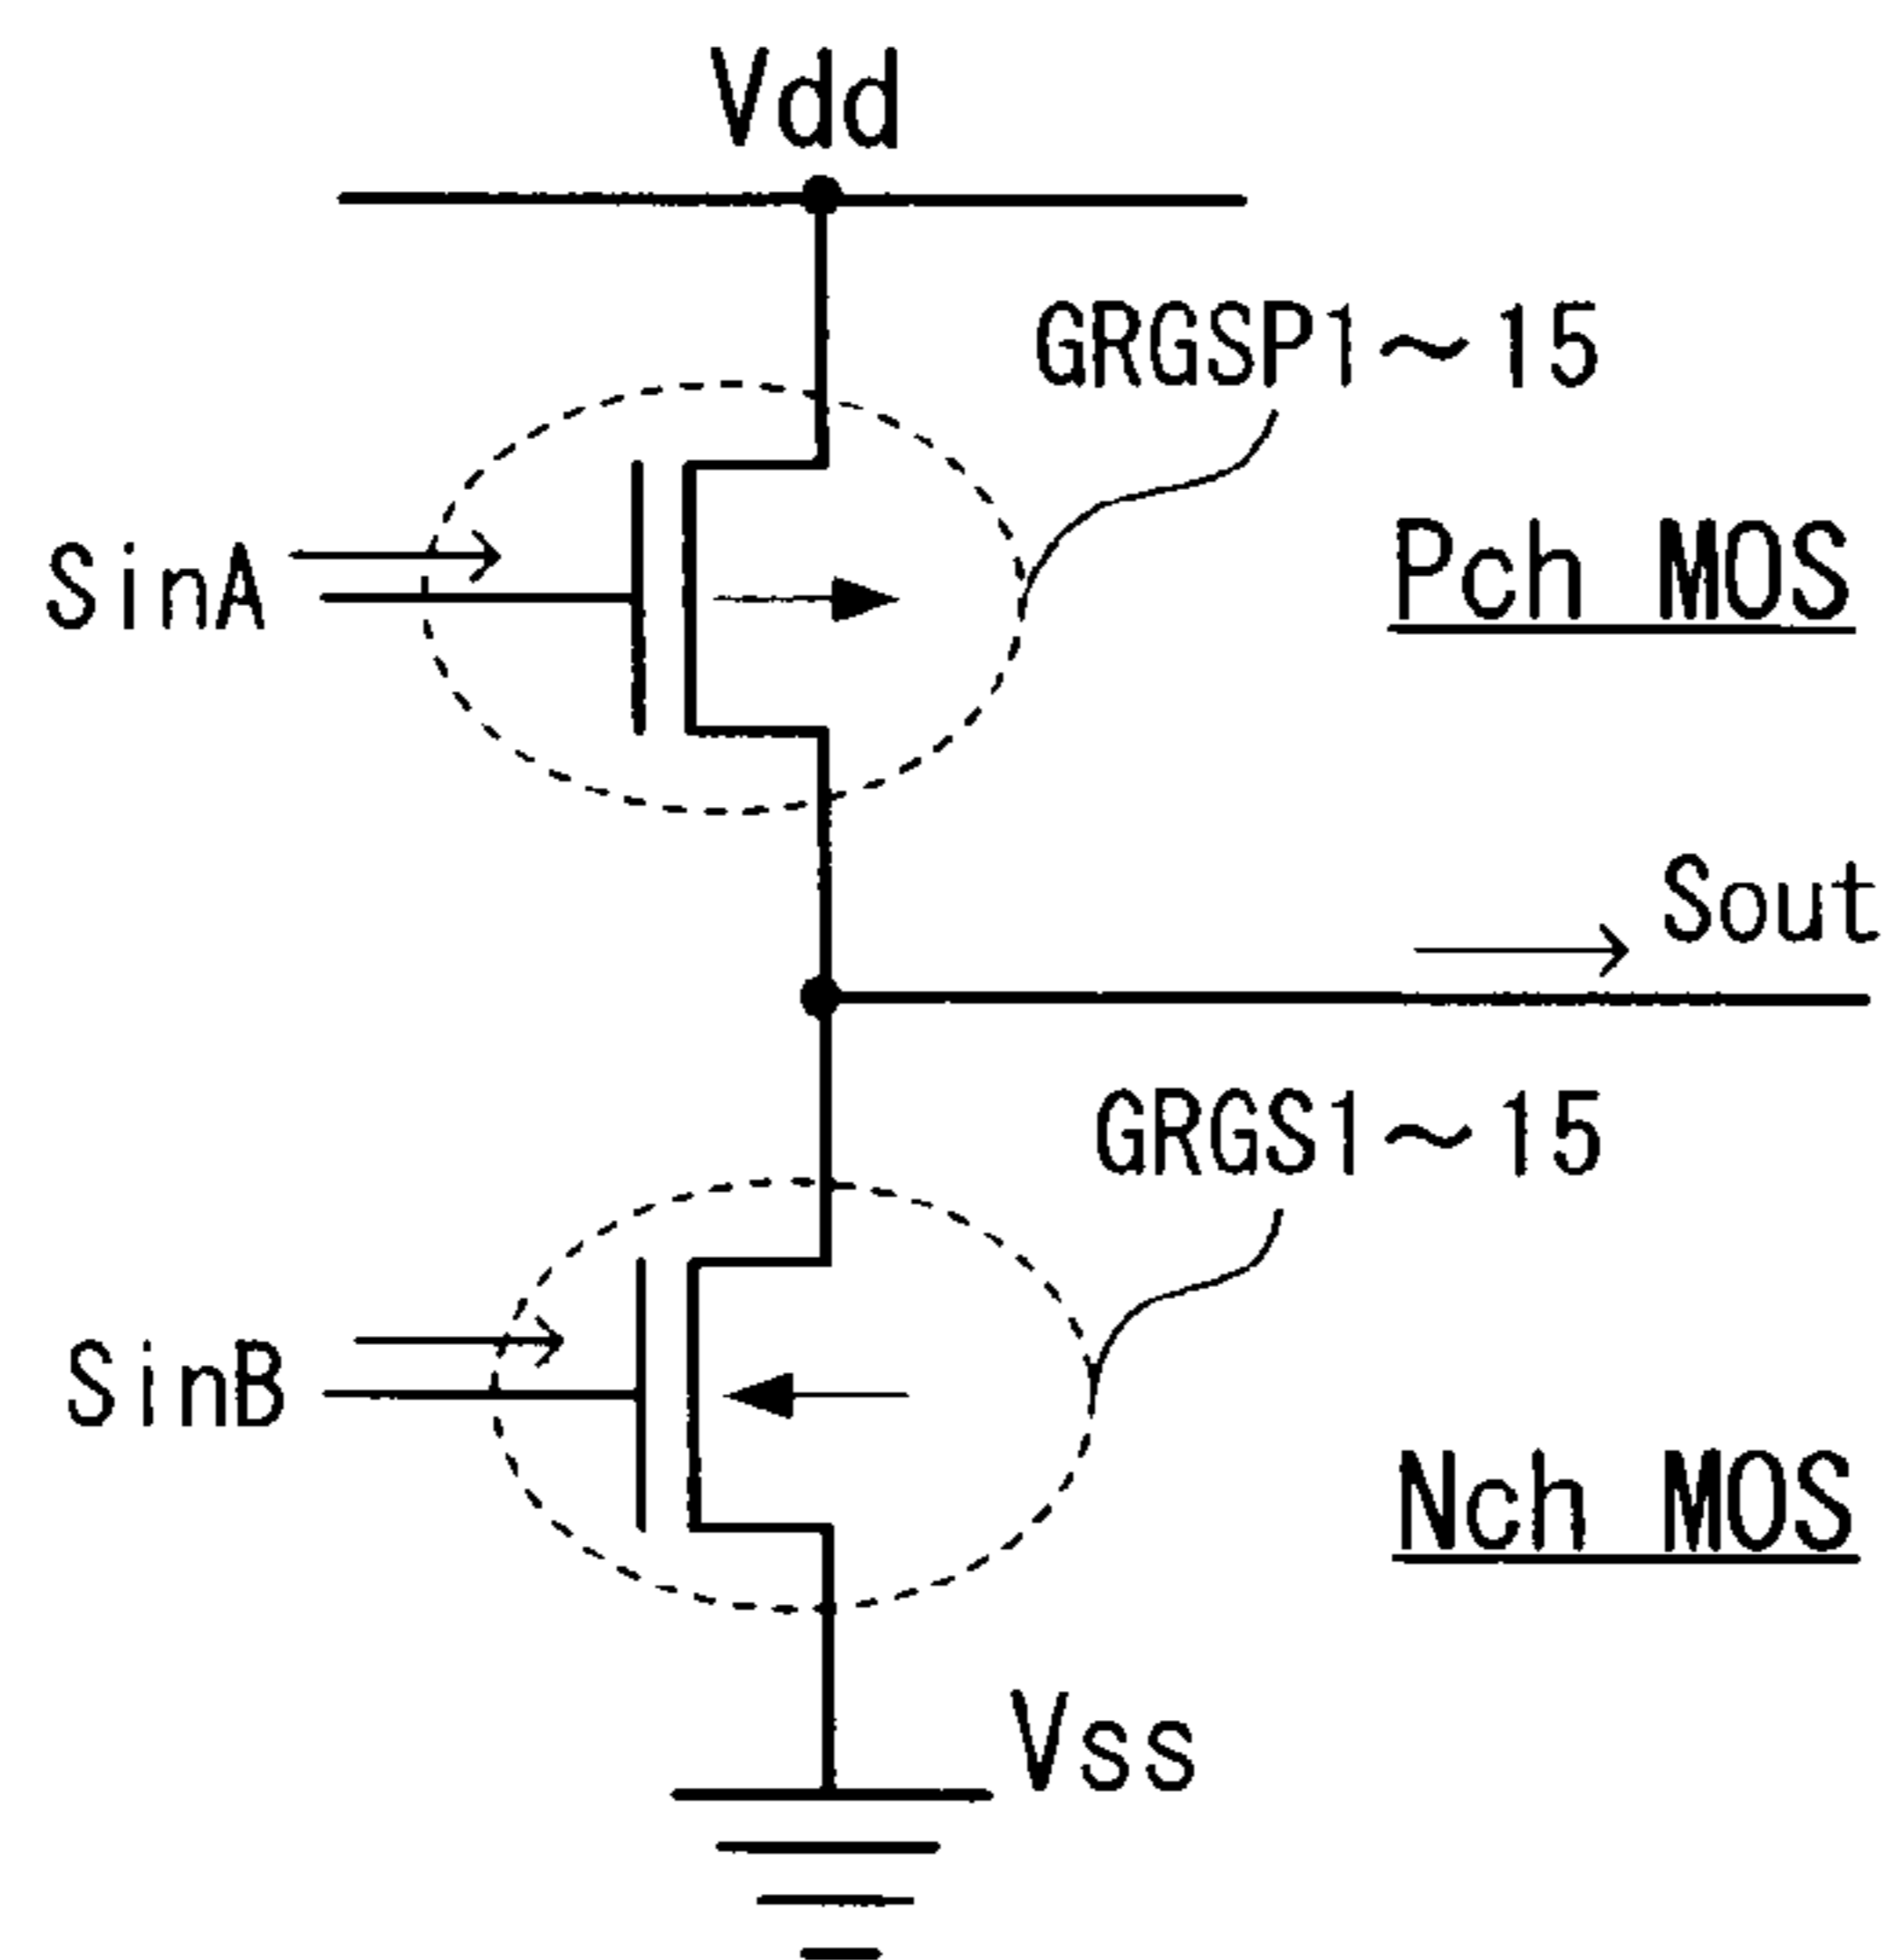 Vdd
GRGSP1～15
SinA
Pch MOS
Sout
GRGS1～15
SinB
Nch MOS
Vss